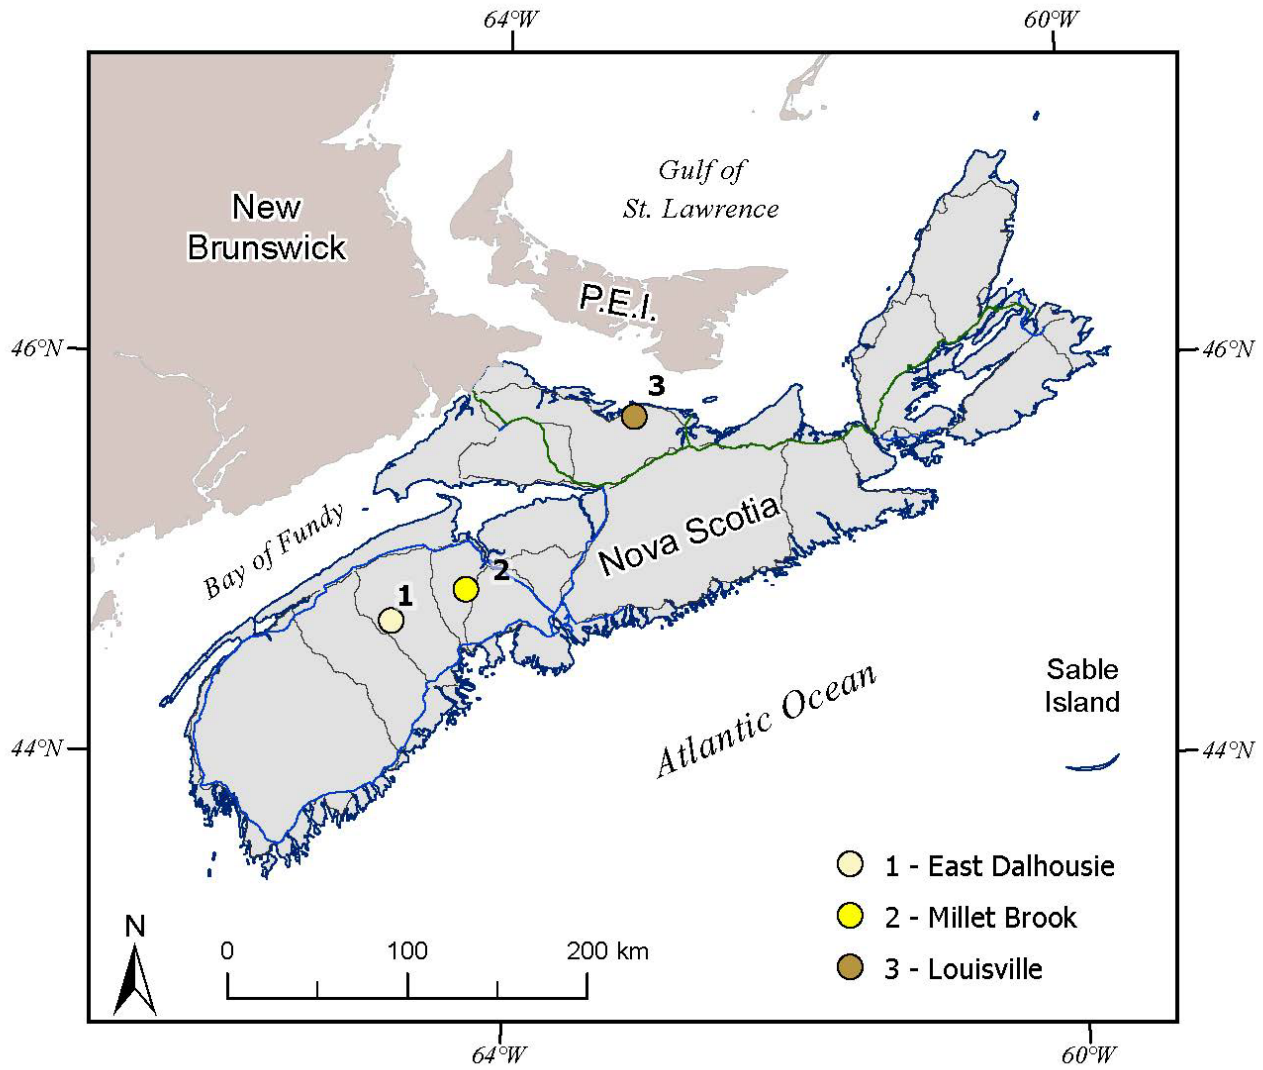 64°W 60°W
Gulf of
St. Lawrence
New
Brunswick
P.E.I.
46°N 46°N
3
Bay of Fundy
Nova Scotia
2
1
Sable
Island
Atlantic Ocean
44°N 44°N
1 - East Dalhousie
N
2 - Millet Brook
0 100 200 km
3 - Louisville
64°W 60°W